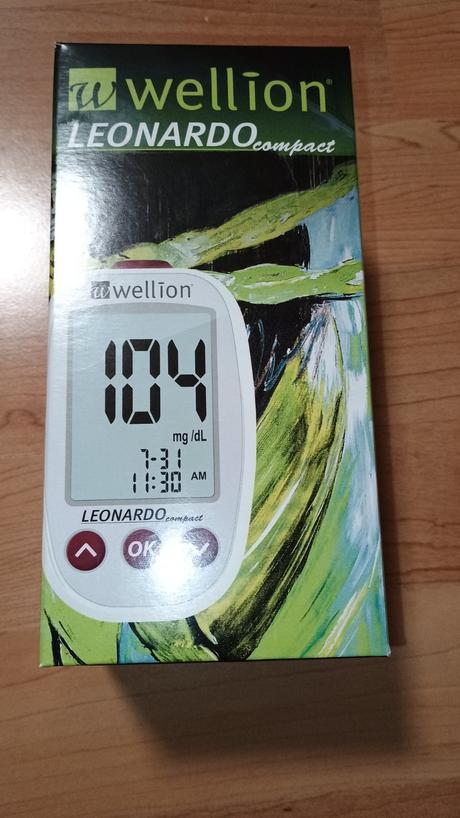 w wellion®
LEONARDO compact
w wellion
104
mg/dL
7-31
11:30 AM
LEONARDO compact
OK